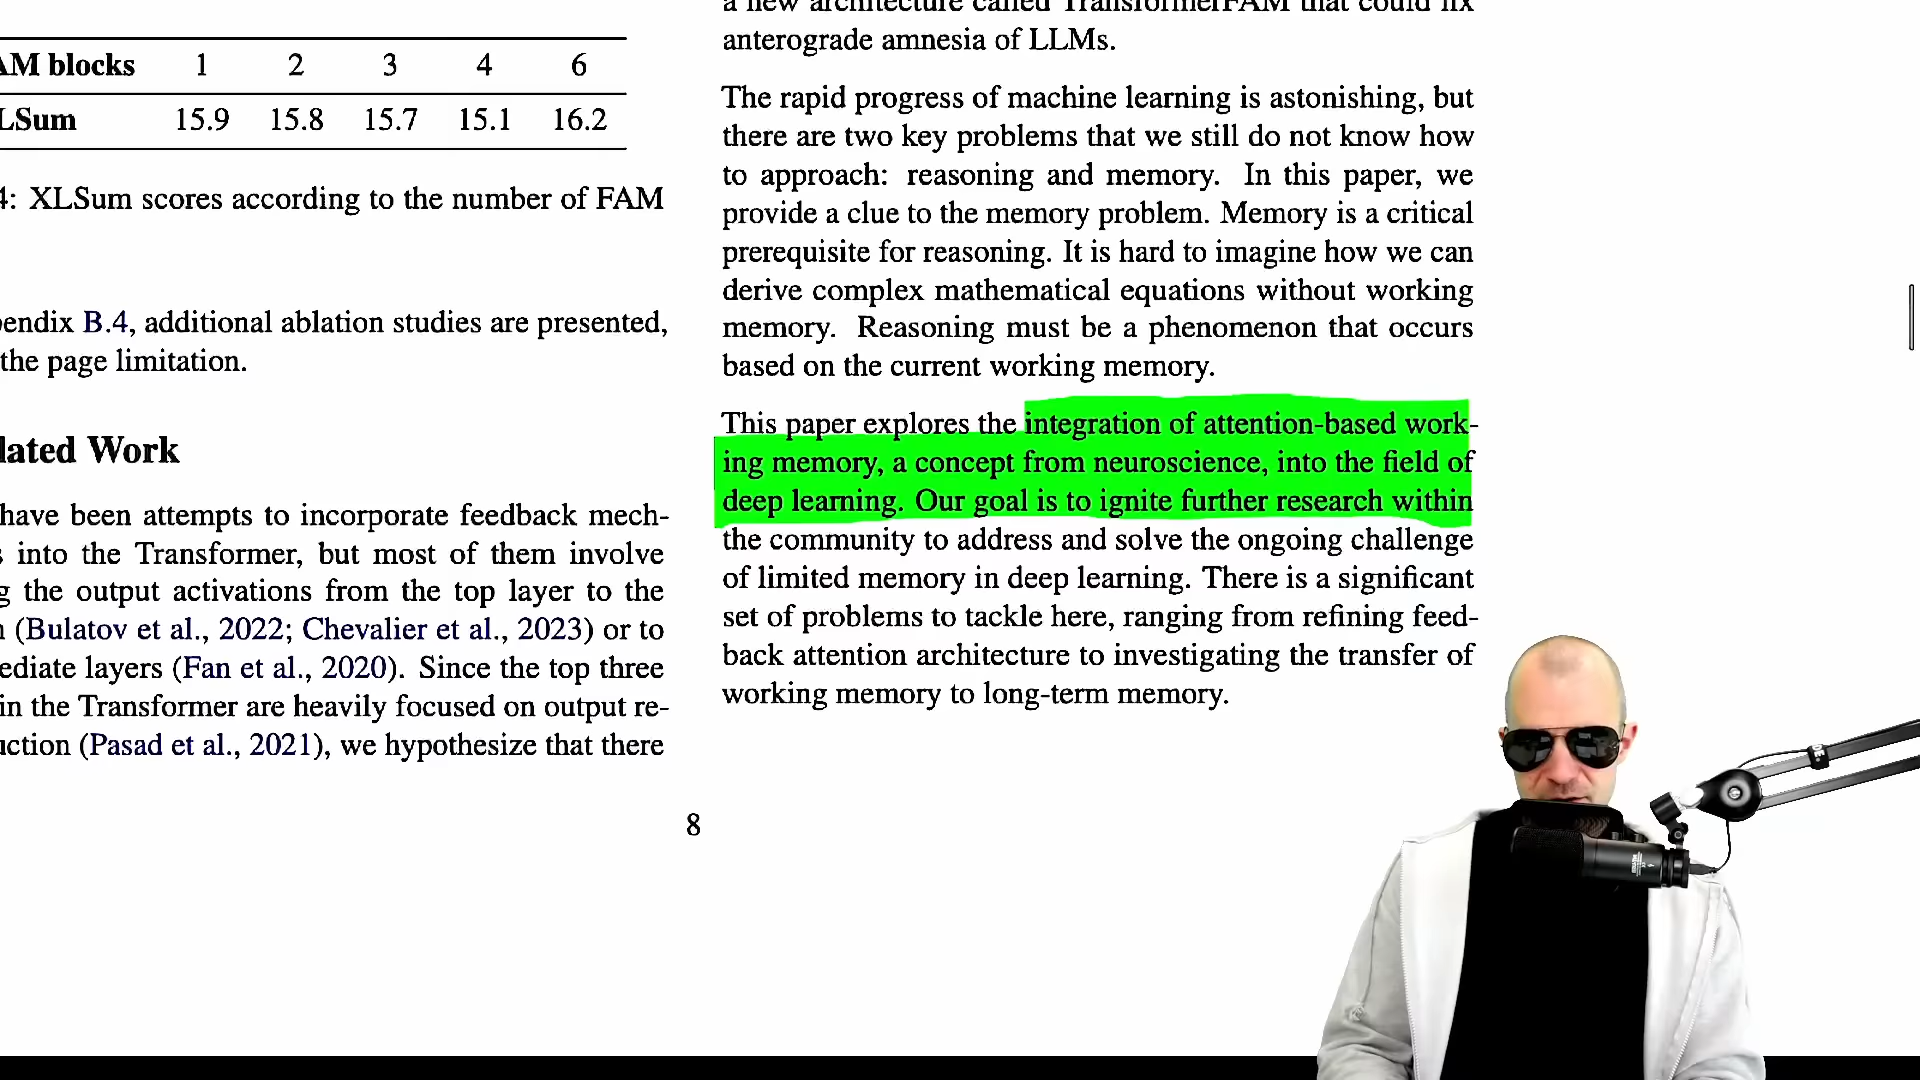 AM blocks 1 2 3 4 6
LSum 15.9 15.8 15.7 15.1 16.2
4: XLSum scores according to the number of FAM
endix B.4, additional ablation studies are presented,
the page limitation.
lated Work
have been attempts to incorporate feedback mech-
s into the Transformer, but most of them involve
g the output activations from the top layer to the
(Bulatov et al., 2022; Chevalier et al., 2023) or to
ediate layers (Fan et al., 2020). Since the top three
in the Transformer are heavily focused on output re-
uction (Pasad et al., 2021), we hypothesize that there
a new architecture called TransformerFAM that could fix
anterograde amnesia of LLMs.
The rapid progress of machine learning is astonishing, but
there are two key problems that we still do not know how
to approach: reasoning and memory. In this paper, we
provide a clue to the memory problem. Memory is a critical
prerequisite for reasoning. It is hard to imagine how we can
derive complex mathematical equations without working
memory. Reasoning must be a phenomenon that occurs
based on the current working memory.
This paper explores the integration of attention-based work-
ing memory, a concept from neuroscience, into the field of
deep learning. Our goal is to ignite further research within
the community to address and solve the ongoing challenge
of limited memory in deep learning. There is a significant
set of problems to tackle here, ranging from refining feed-
back attention architecture to investigating the transfer of
working memory to long-term memory.
8